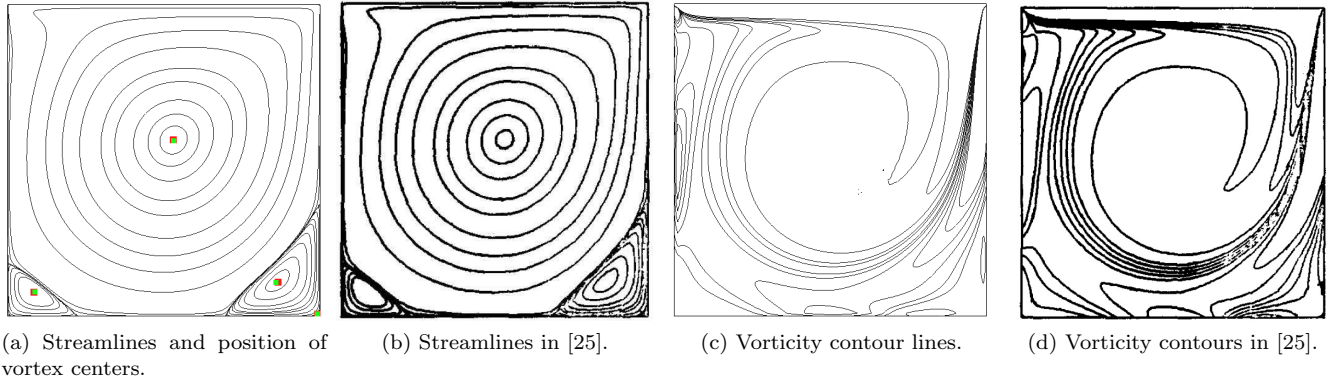 (a) Streamlines and position of
vortex centers.
(b) Streamlines in [25].
(c) Vorticity contour lines.
(d) Vorticity contours in [25].